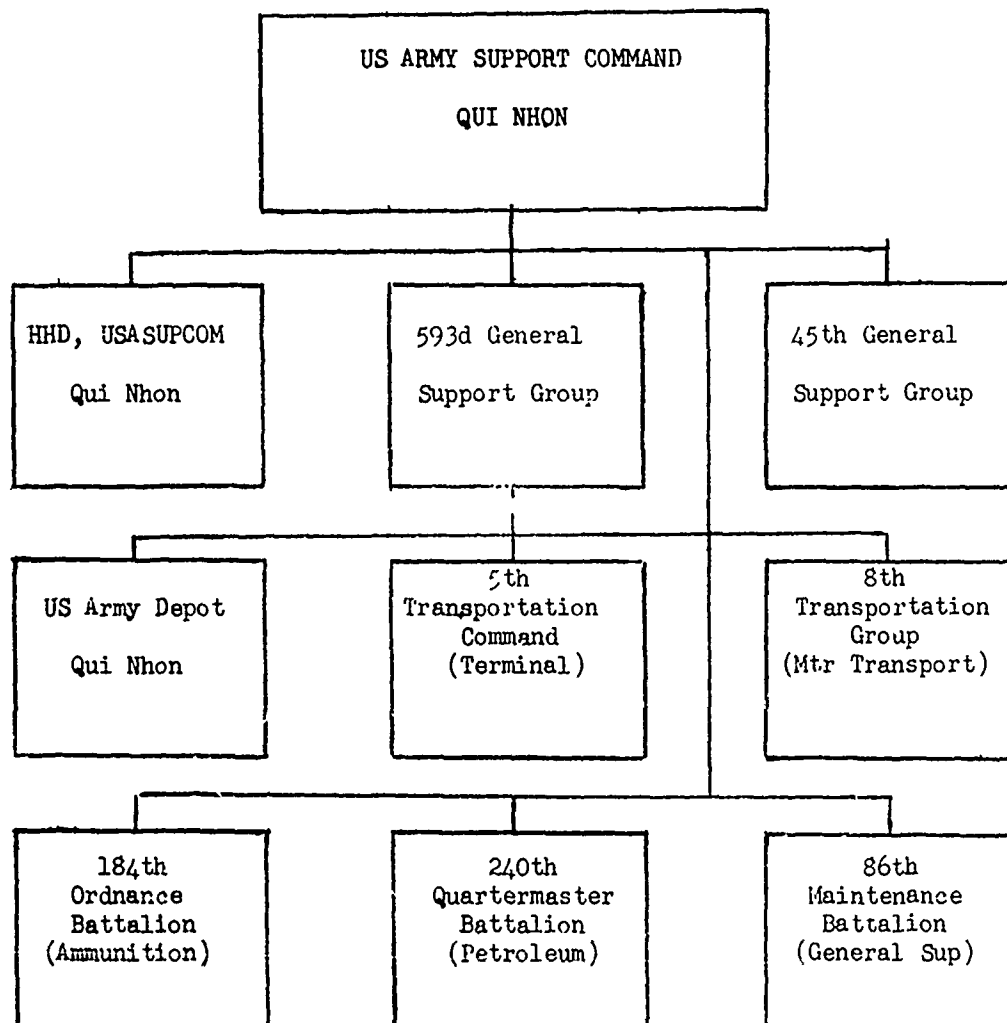 US ARMY SUPPORT COMMAND
QUI NHON
HHD, USASUPCOM
Qui Nhon
593d General
Support Group
45th General
Support Group
US Army Depot
Qui Nhon
5th
Transportation
Command
(Terminal)
8th
Transportation
Group
(Mtr Transport)
184th
Ordnance
Battalion
(Ammunition)
240th
Quartermaster
Battalion
(Petroleum)
86th
Maintenance
Battalion
(General Sup)